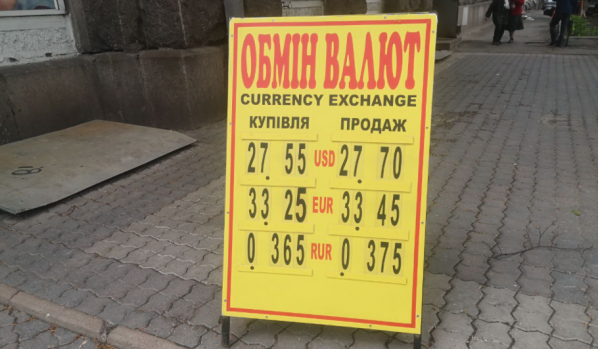 ОБМІН ВАЛЮТ
CURRENCY EXCHANGE
КУПІВЛЯ ПРОДАЖ
27.55 USD 27.70
33.25 EUR 33.45
0.365 RUR 0.375